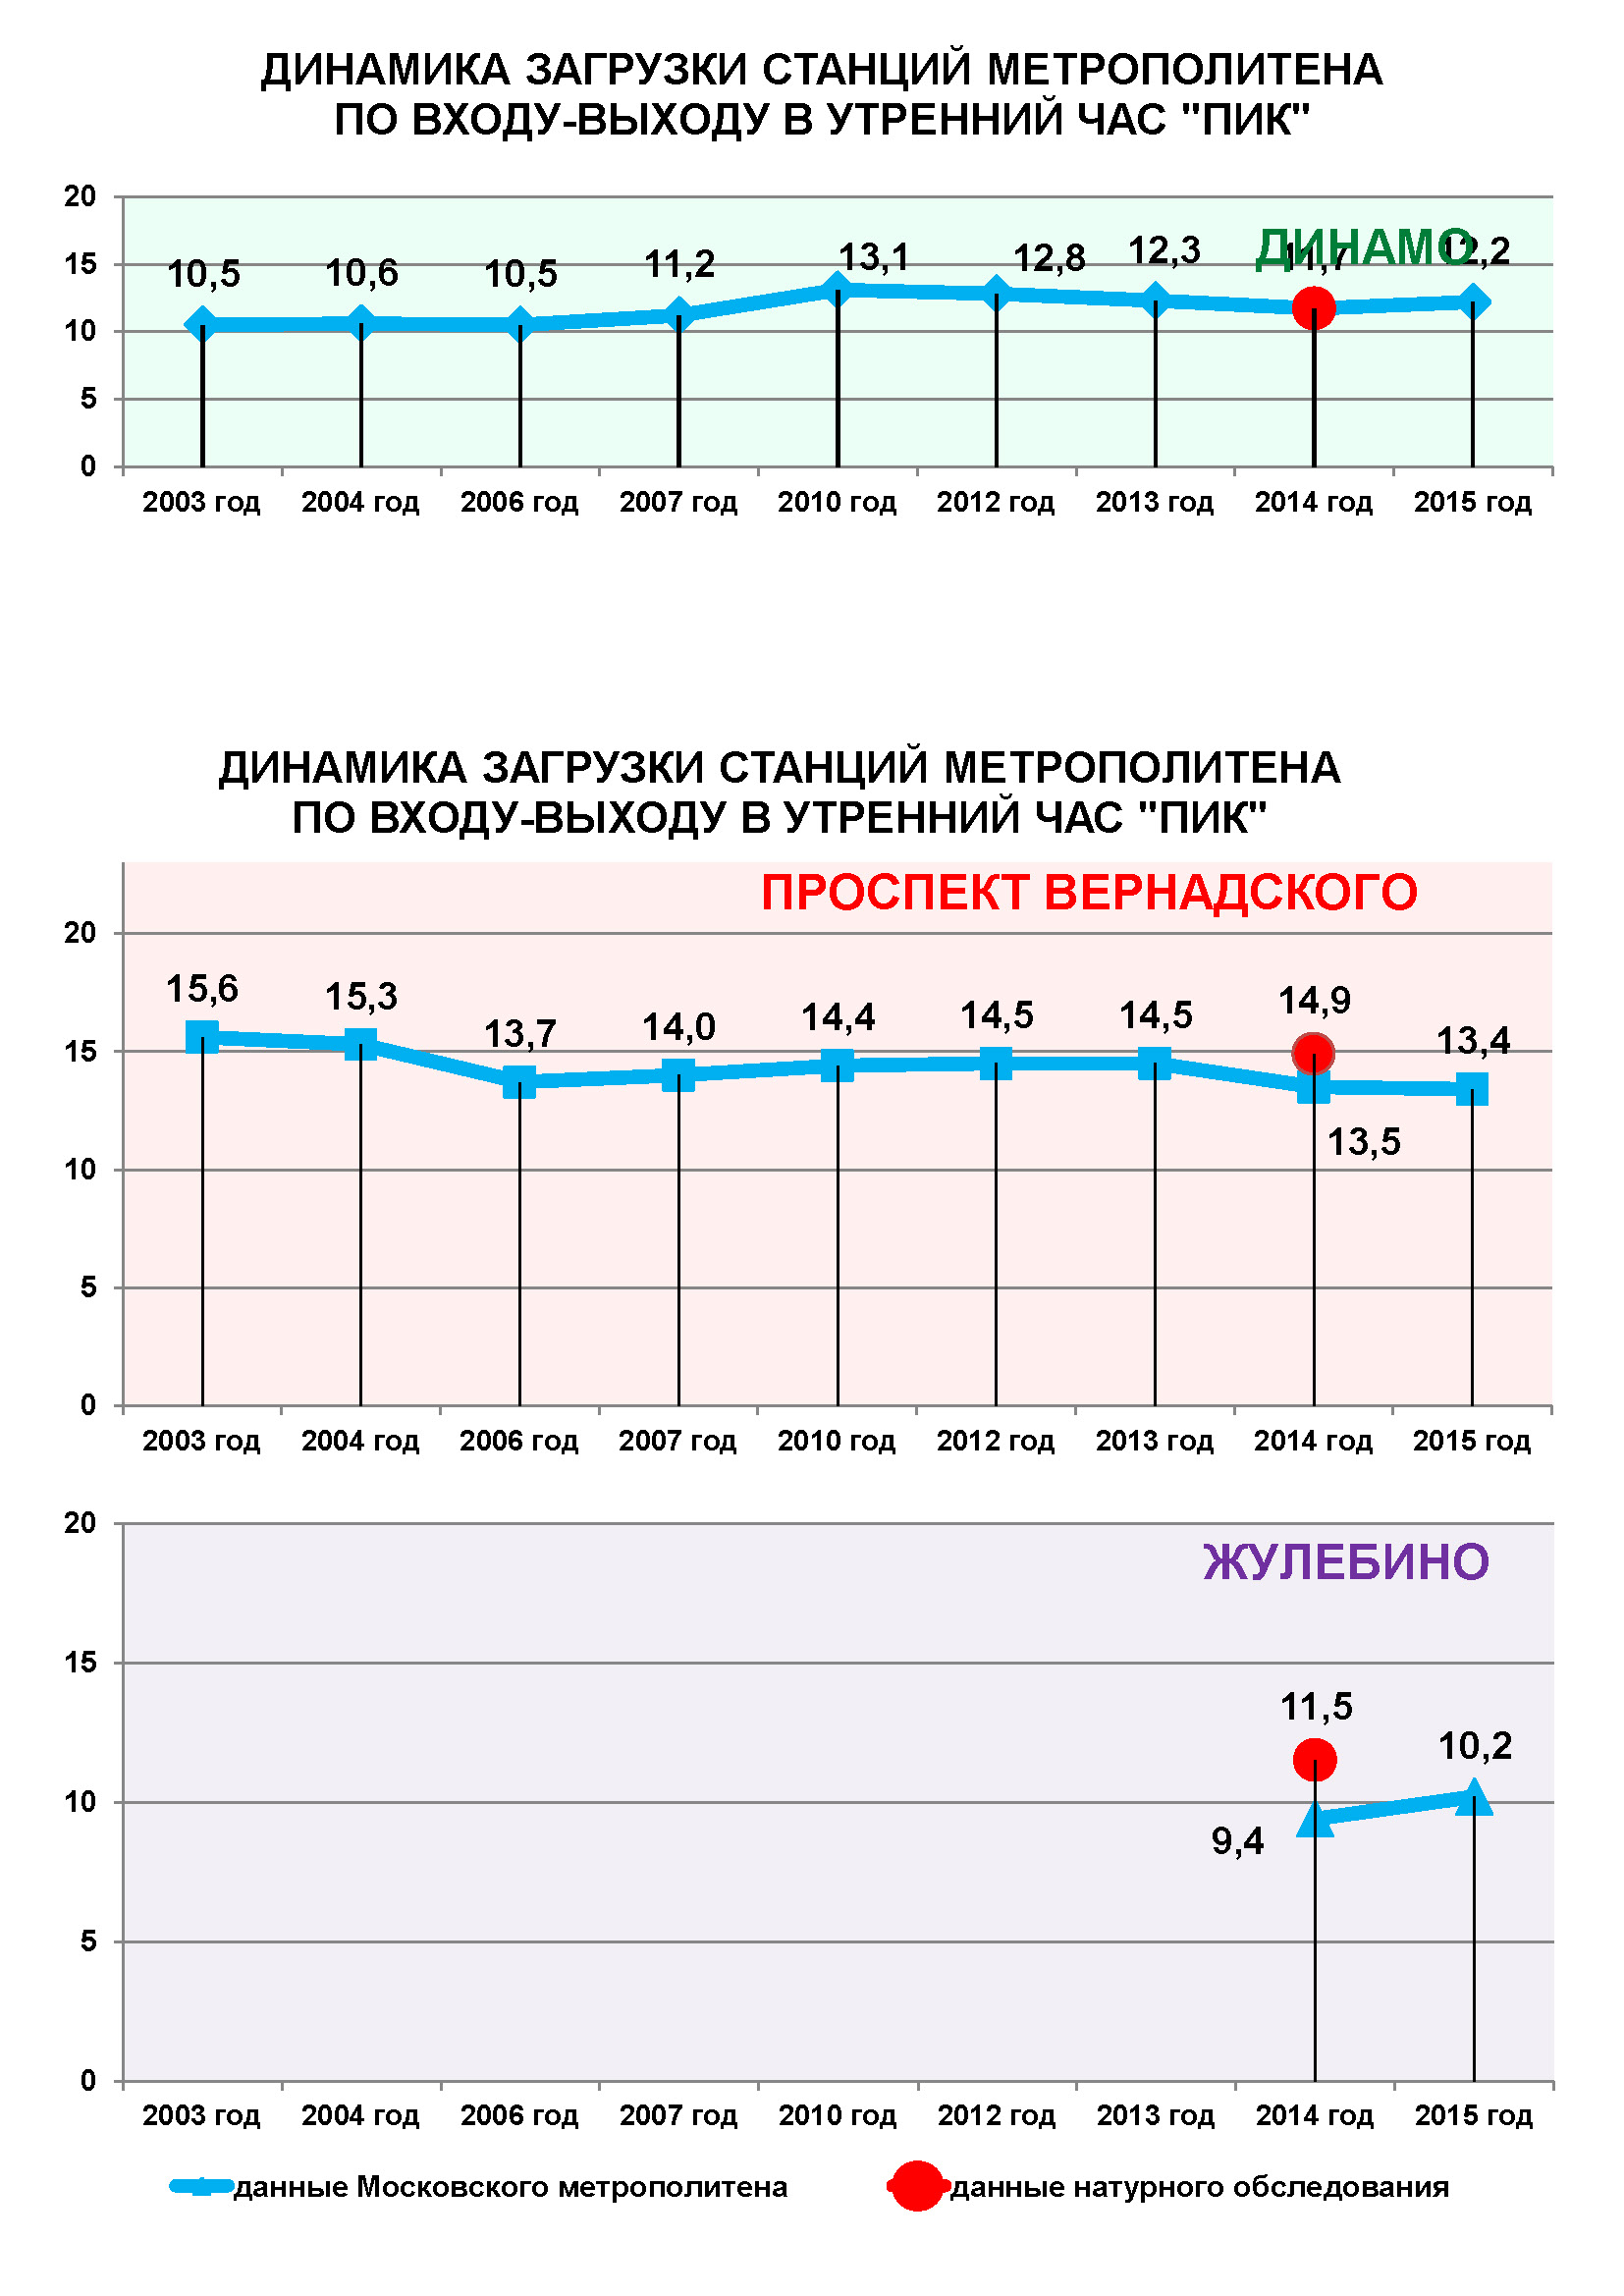 ДИНАМИКА ЗАГРУЗКИ СТАНЦИЙ МЕТРОПОЛИТЕНА
ПО ВХОДУ-ВЫХОДУ В УТРЕННИЙ ЧАС "ПИК"
ДИНАМО
20
15
10
5
0
10,5 10,6 10,5 11,2 13,1 12,8 12,3 11,7 12,2
2003 год 2004 год 2006 год 2007 год 2010 год 2012 год 2013 год 2014 год 2015 год
ДИНАМИКА ЗАГРУЗКИ СТАНЦИЙ МЕТРОПОЛИТЕНА
ПО ВХОДУ-ВЫХОДУ В УТРЕННИЙ ЧАС "ПИК"
ПРОСПЕКТ ВЕРНАДСКОГО
20
15
10
5
0
15,6 15,3 13,7 14,0 14,4 14,5 14,5 14,9 13,4
13,5
2003 год 2004 год 2006 год 2007 год 2010 год 2012 год 2013 год 2014 год 2015 год
ЖУЛЕБИНО
20
15
10
5
0
11,5
10,2
9,4
2003 год 2004 год 2006 год 2007 год 2010 год 2012 год 2013 год 2014 год 2015 год
данные Московского метрополитена данные натурного обследования